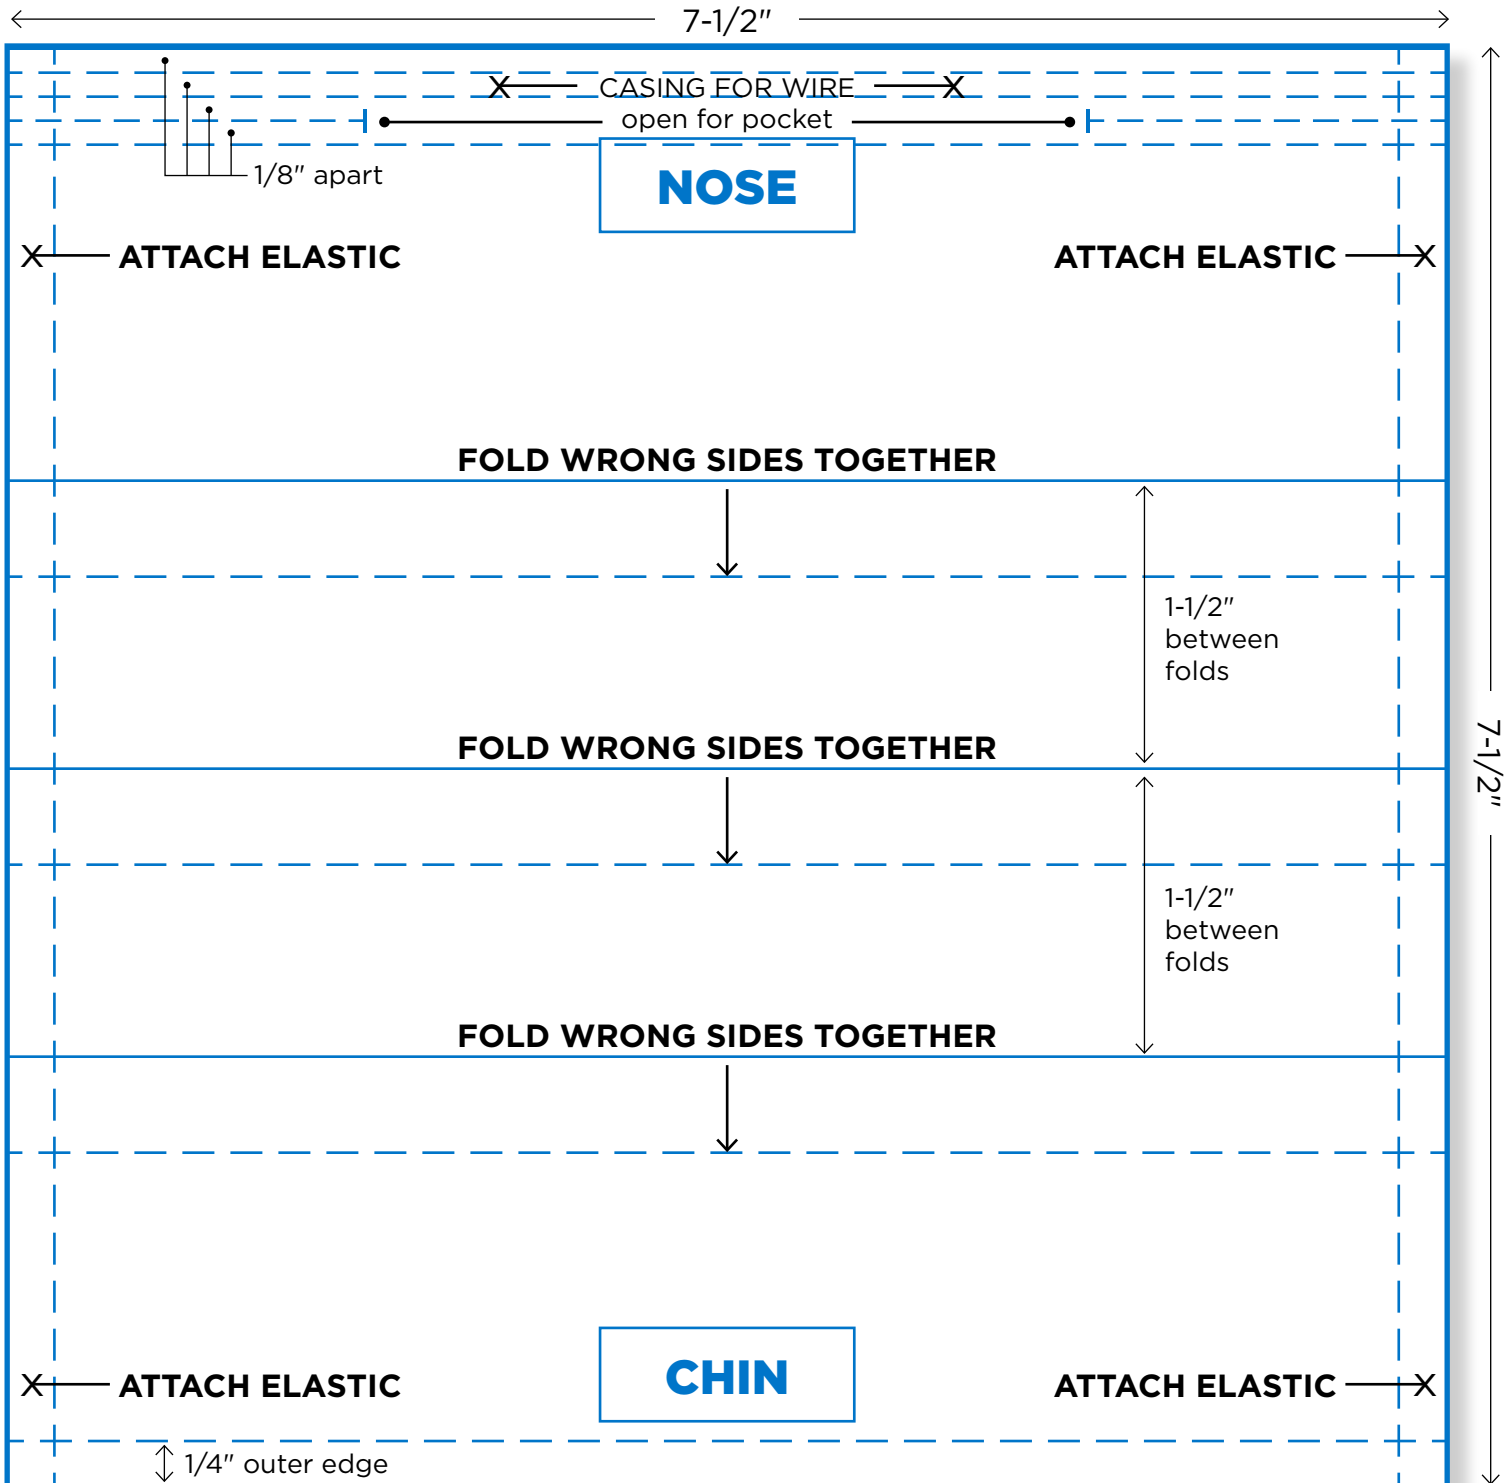 7-1/2"
X CASING FOR WIRE X
open for pocket
1/8" apart
NOSE
X ATTACH ELASTIC
ATTACH ELASTIC X
FOLD WRONG SIDES TOGETHER
1-1/2"
between
folds
FOLD WRONG SIDES TOGETHER
7-1/2"
1-1/2"
between
folds
FOLD WRONG SIDES TOGETHER
CHIN
X ATTACH ELASTIC
ATTACH ELASTIC X
1/4" outer edge